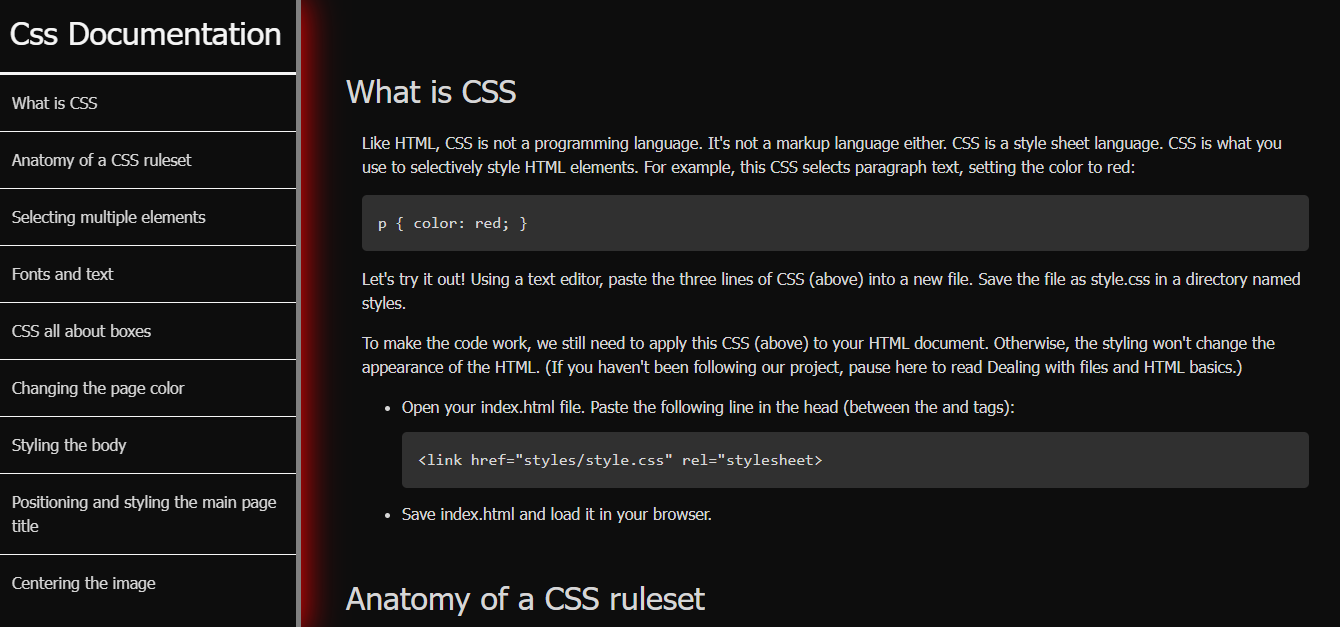 Css Documentation
What is CSS
Anatomy of a CSS ruleset
Selecting multiple elements
Fonts and text
CSS all about boxes
Changing the page color
Styling the body
Positioning and styling the main page
title
Centering the image
What is CSS
Like HTML, CSS is not a programming language. It's not a markup language either. CSS is a style sheet language. CSS is what you
use to selectively style HTML elements. For example, this CSS selects paragraph text, setting the color to red:
p { color: red; }
Let's try it out! Using a text editor, paste the three lines of CSS (above) into a new file. Save the file as style.css in a directory named
styles.
To make the code work, we still need to apply this CSS (above) to your HTML document. Otherwise, the styling won't change the
appearance of the HTML. (If you haven't been following our project, pause here to read Dealing with files and HTML basics.)
• Open your index.html file. Paste the following line in the head (between the and tags):
<link href="styles/style.css" rel="stylesheet>
• Save index.html and load it in your browser.
Anatomy of a CSS ruleset